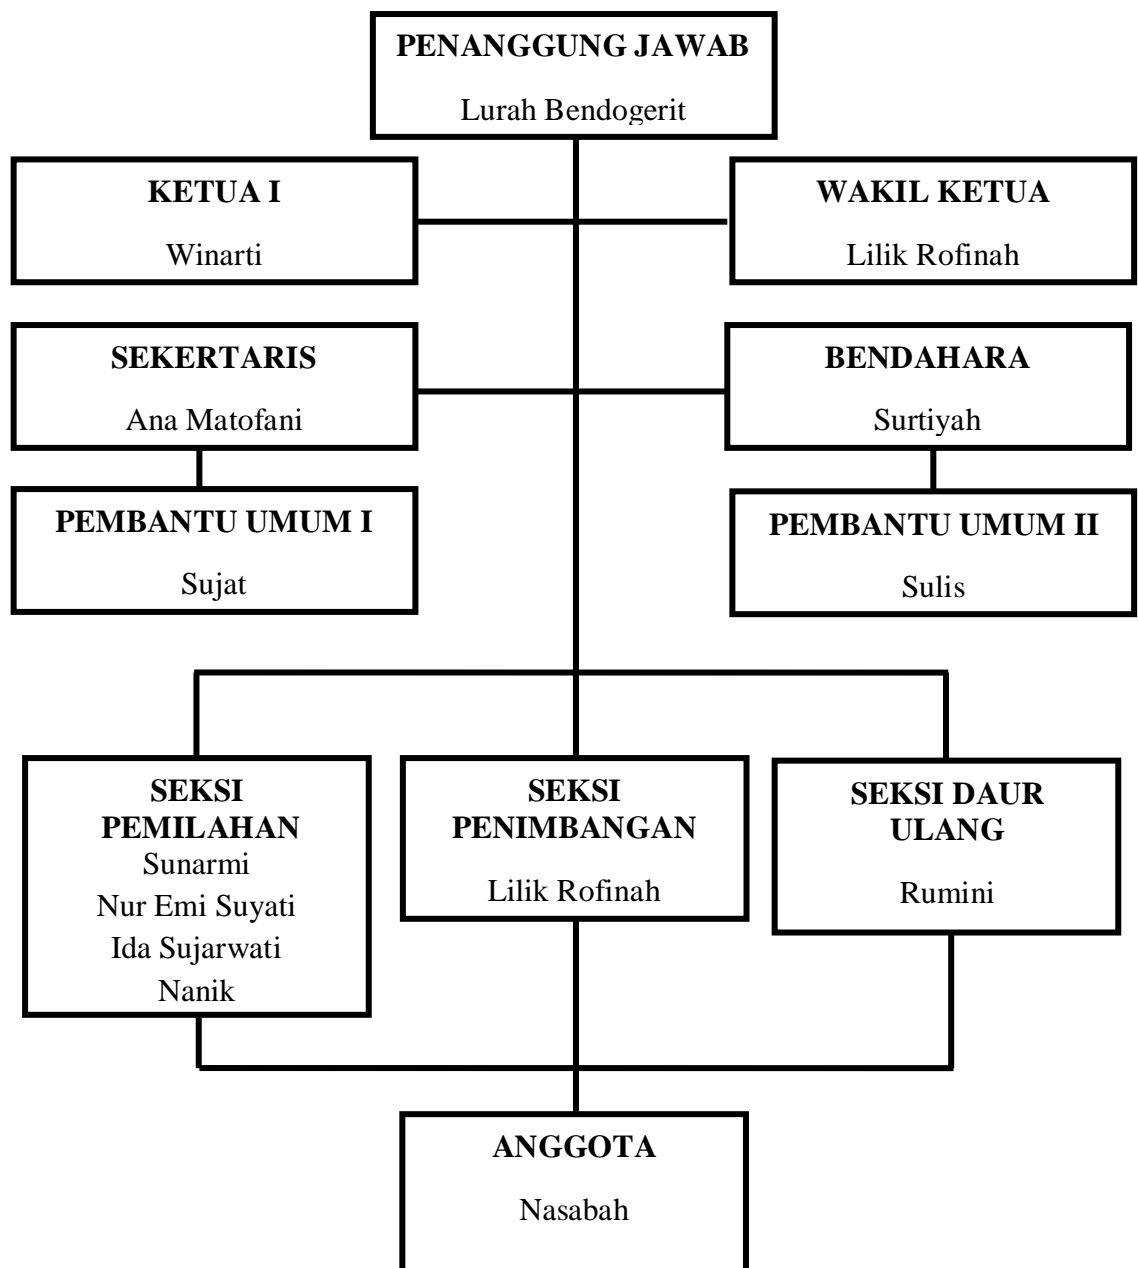 PENANGGUNG JAWAB
Lurah Bendogerit
KETUA I
Winarti
WAKIL KETUA
Lilik Rofinah
SEKERTARIS
Ana Matofani
BENDAHARA
Surtiyah
PEMBANTU UMUM I
Sujat
PEMBANTU UMUM II
Sulis
SEKSI
PEMILAHAN
Sunarmi
Nur Emi Suyati
Ida Sujarwati
Nanik
SEKSI
PENIMBANGAN
Lilik Rofinah
SEKSI DAUR
ULANG
Rumini
ANGGOTA
Nasabah